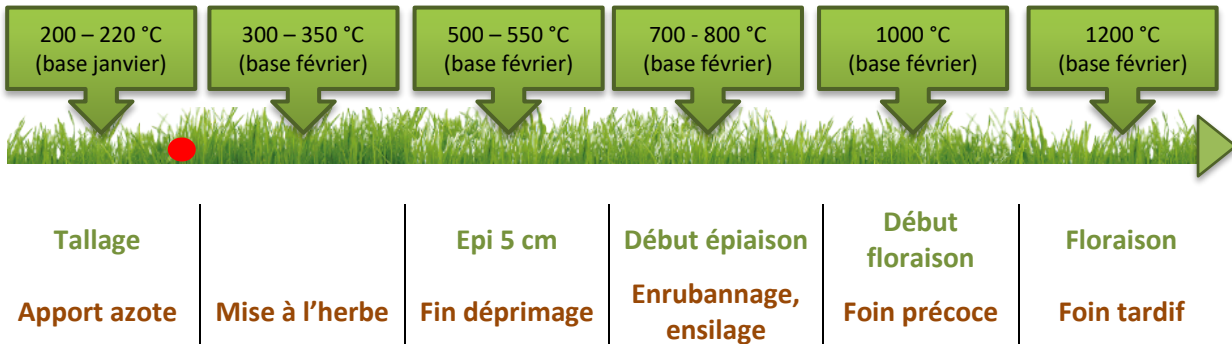 200 – 220 °C
(base janvier)
300 – 350 °C
(base février)
500 – 550 °C
(base février)
700 - 800 °C
(base février)
1000 °C
(base février)
1200 °C
(base février)
Tallage
Epi 5 cm
Début épiaison
Début
floraison
Floraison
Apport azote
Mise à l’herbe
Fin déprimage
Enrubannage,
ensilage
Foin précoce
Foin tardif